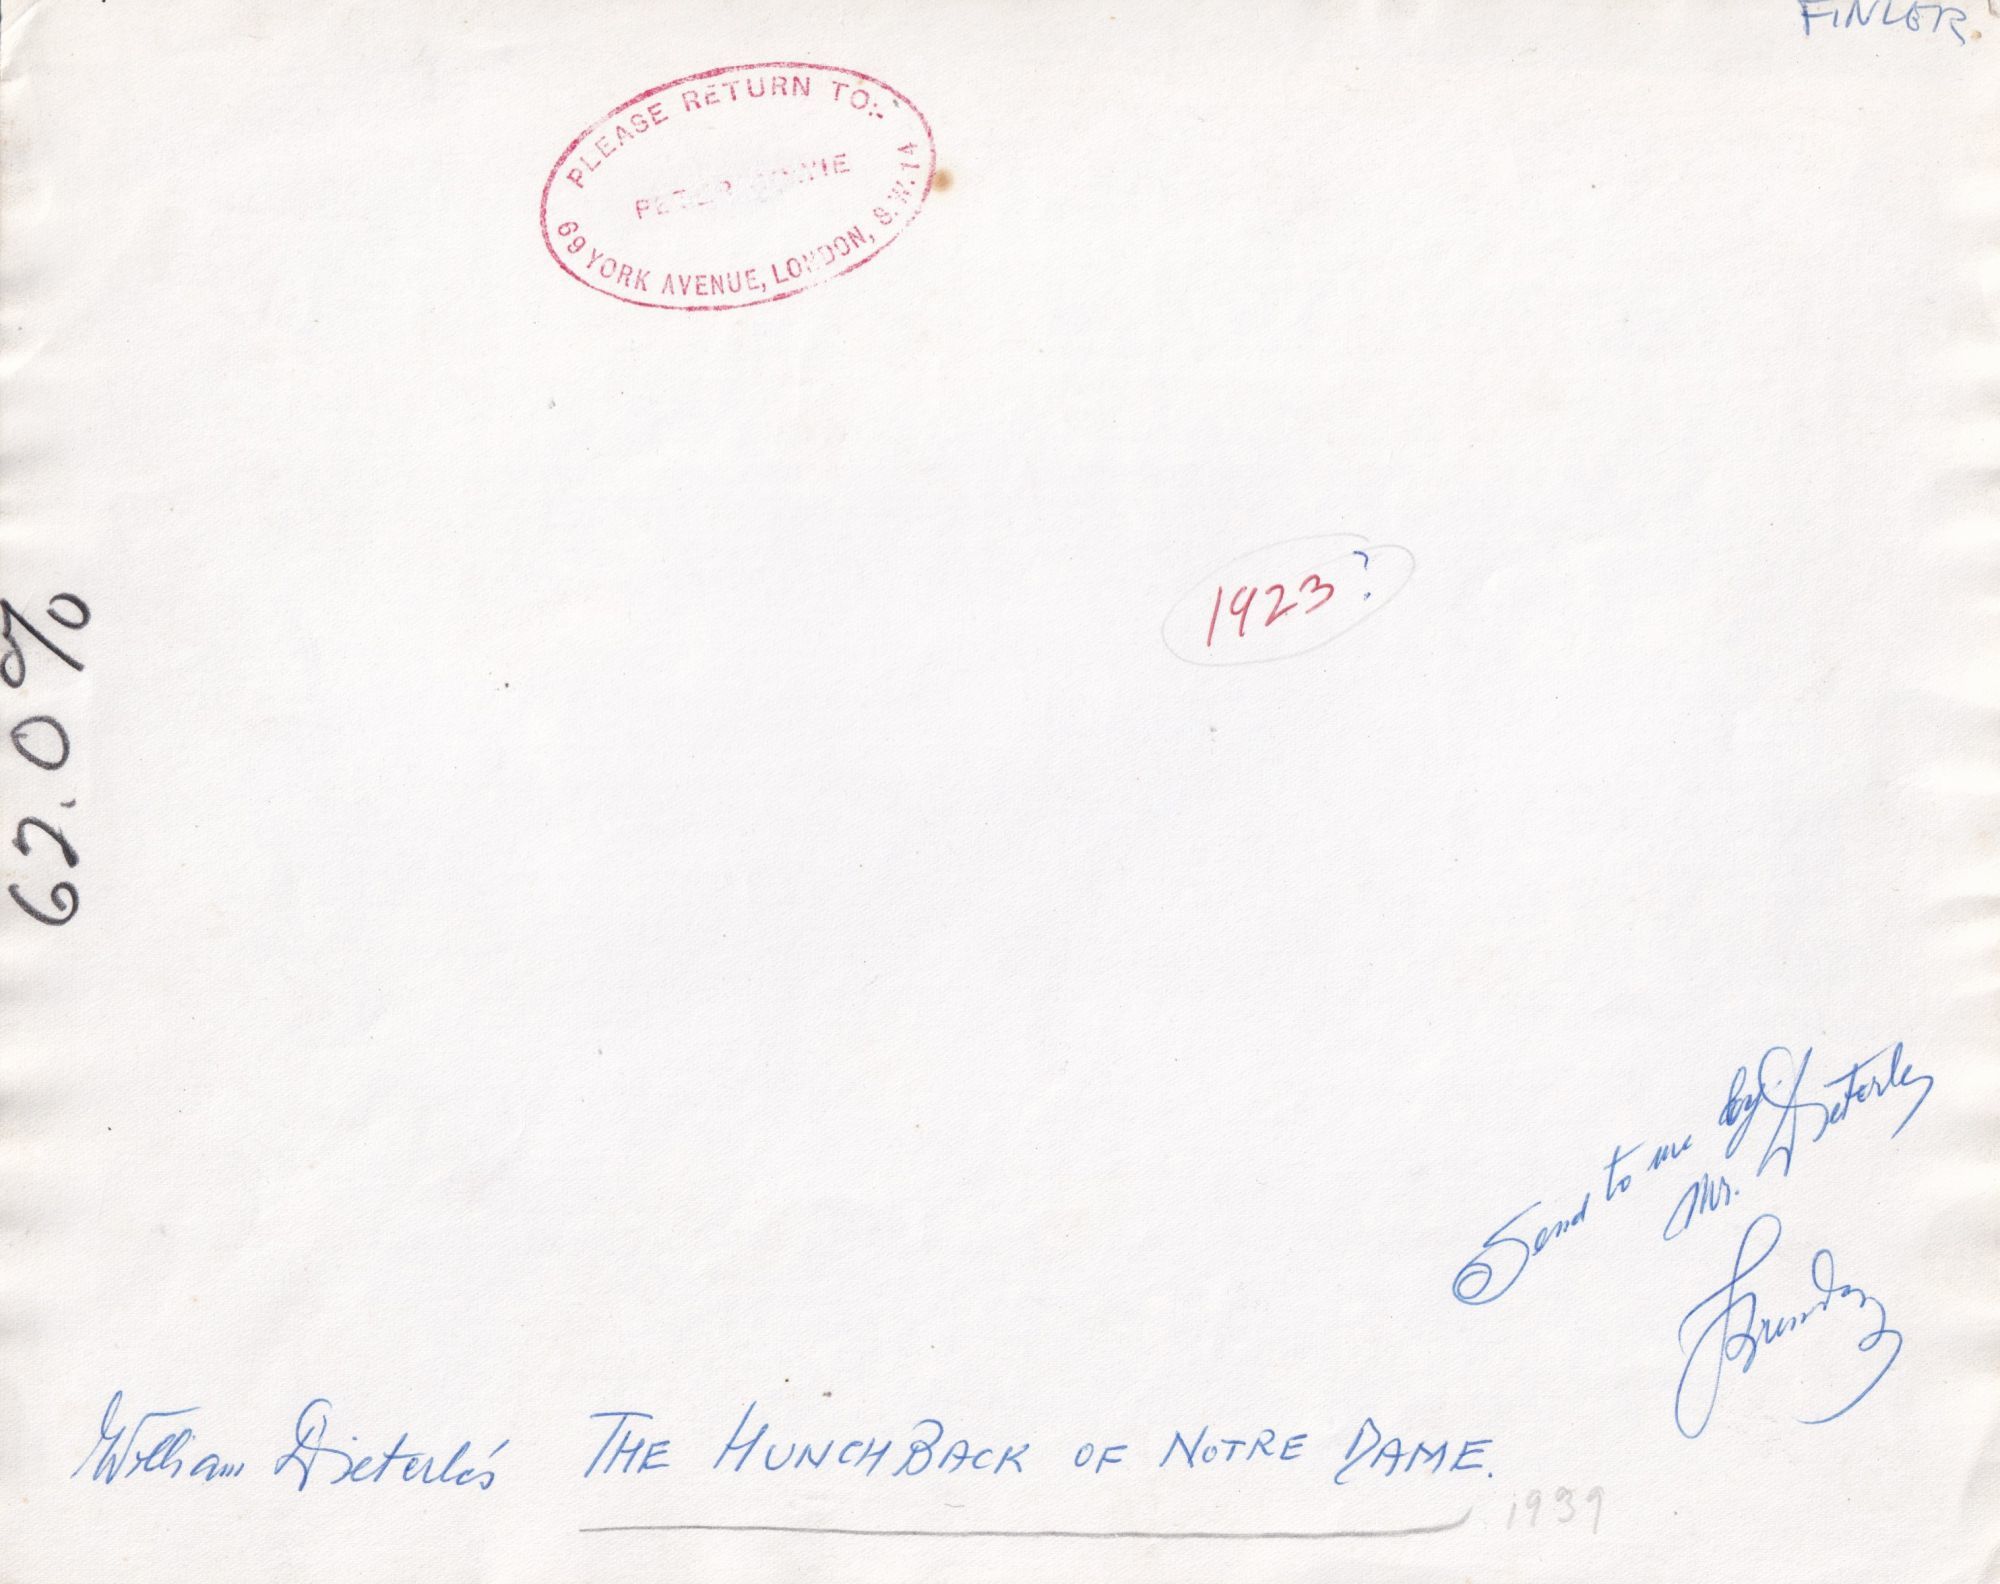 FINLER.
PLEASE RETURN TO:
69 YORK AVENUE, LONDON, S.W.14
1923?
62.0%
Send to me by
Mr. Dieterle,
William Dieterle's THE HUNCHBACK OF NOTRE DAME.
1939